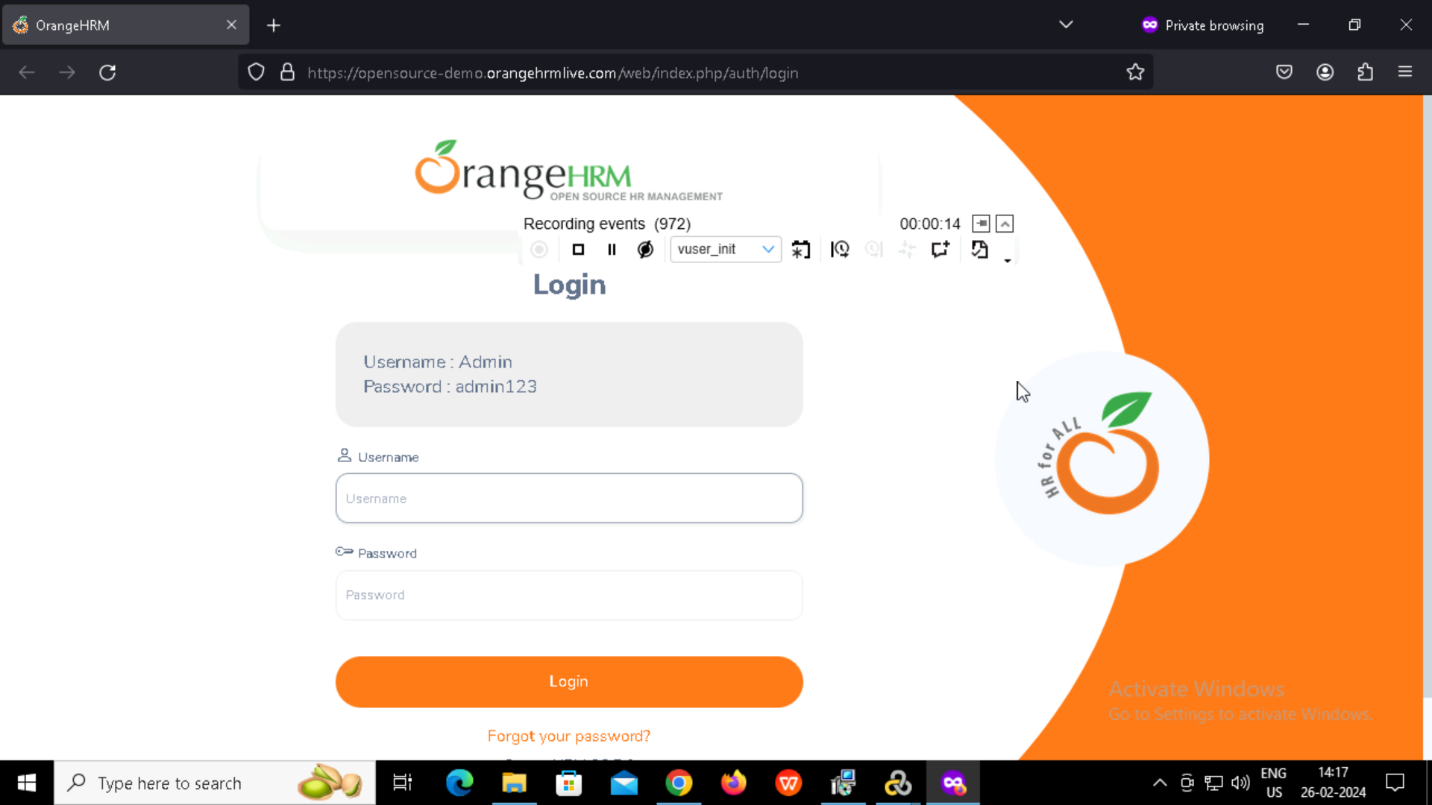 OrangeHRM
Private browsing
https://opensource-demo.orangehrmlive.com/web/index.php/auth/login
OrangeHRM
OPEN SOURCE HR MANAGEMENT
Recording events (972)
00:00:14
vuser_init
Login
Username : Admin
Password : admin123
Username
Username
Password
Password
Login
Forgot your password?
HR for ALL
Activate Windows
Go to Settings to activate Windows.
Type here to search
ENG
US
14:17
26-02-2024